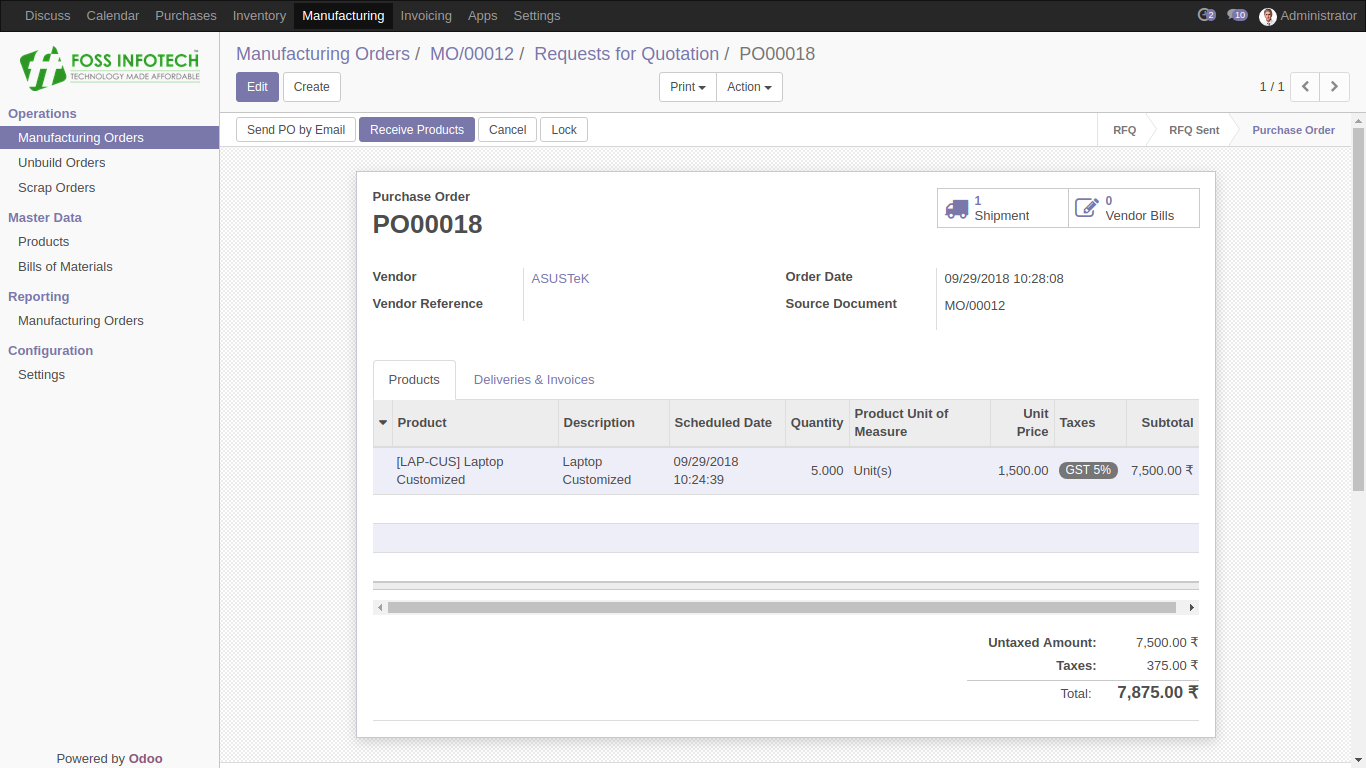 Discuss Calendar Purchases Inventory Manufacturing Invoicing Apps Settings 2 10 Administrator
FOSS INFOTECH
TECHNOLOGY MADE AFFORDABLE
Manufacturing Orders / MO/00012 / Requests for Quotation / PO00018
Edit Create Print Action 1 / 1
Operations
Manufacturing Orders
Unbuild Orders
Scrap Orders
Master Data
Products
Bills of Materials
Reporting
Manufacturing Orders
Configuration
Settings
Powered by Odoo
Send PO by Email Receive Products Cancel Lock RFQ RFQ Sent Purchase Order
Purchase Order
PO00018
1
Shipment
0
Vendor Bills
Vendor ASUSTeK
Vendor Reference
Order Date 09/29/2018 10:28:08
Source Document MO/00012
Products Deliveries & Invoices
Product Description Scheduled Date Quantity Product Unit of Measure Unit Price Taxes Subtotal
[LAP-CUS] Laptop Customized Laptop Customized 09/29/2018 10:24:39 5.000 Unit(s) 1,500.00 GST 5% 7,500.00 ₹
Untaxed Amount: 7,500.00 ₹
Taxes: 375.00 ₹
Total: 7,875.00 ₹